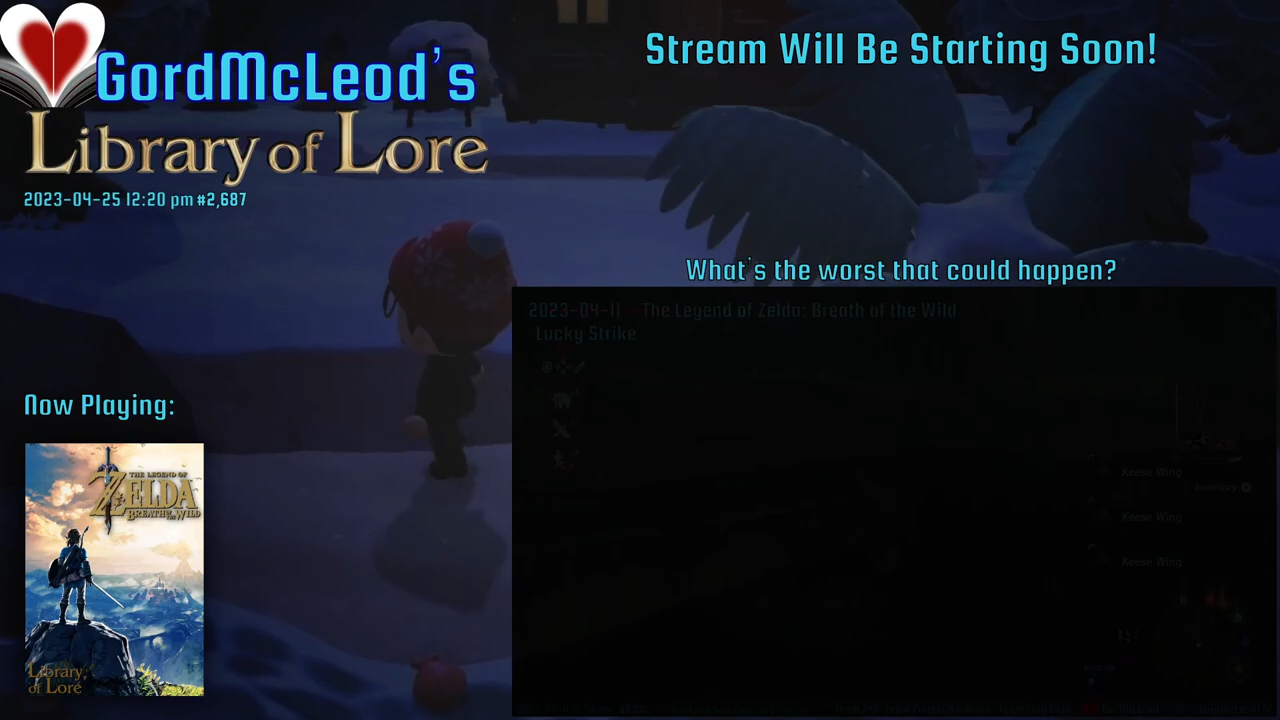 GordMcLeod's
Library of Lore
2023-04-25 12:20 pm #2,687
Stream Will Be Starting Soon!
What's the worst that could happen?
2023-04-11 The Legend of Zelda: Breath of the Wild
Lucky Strike
Keese Wing
Inventory
Keese Wing
Keese Wing
Now Playing:
THE LEGEND OF
ZELDA
BREATH OF THE WILD
Library
of Lore